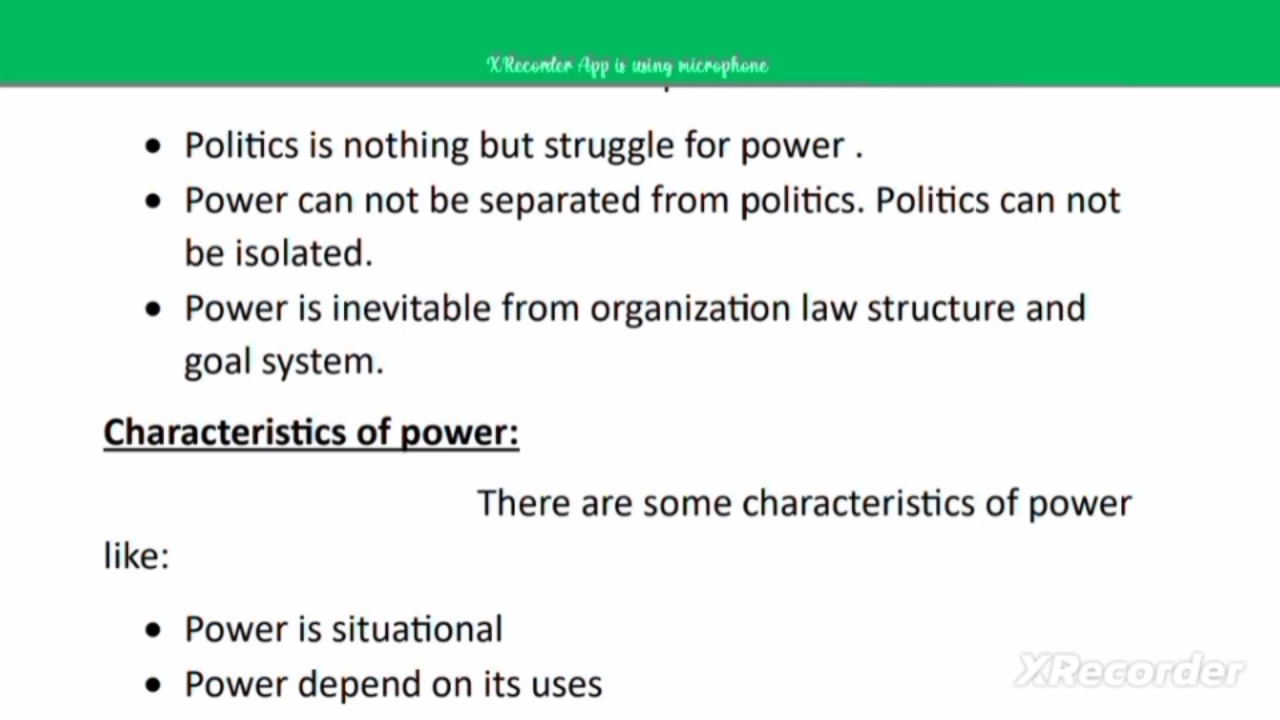 XRecorder App is using microphone
• Politics is nothing but struggle for power .
• Power can not be separated from politics. Politics can not
be isolated.
• Power is inevitable from organization law structure and
goal system.
Characteristics of power:
There are some characteristics of power
like:
• Power is situational
• Power depend on its uses
XRecorder